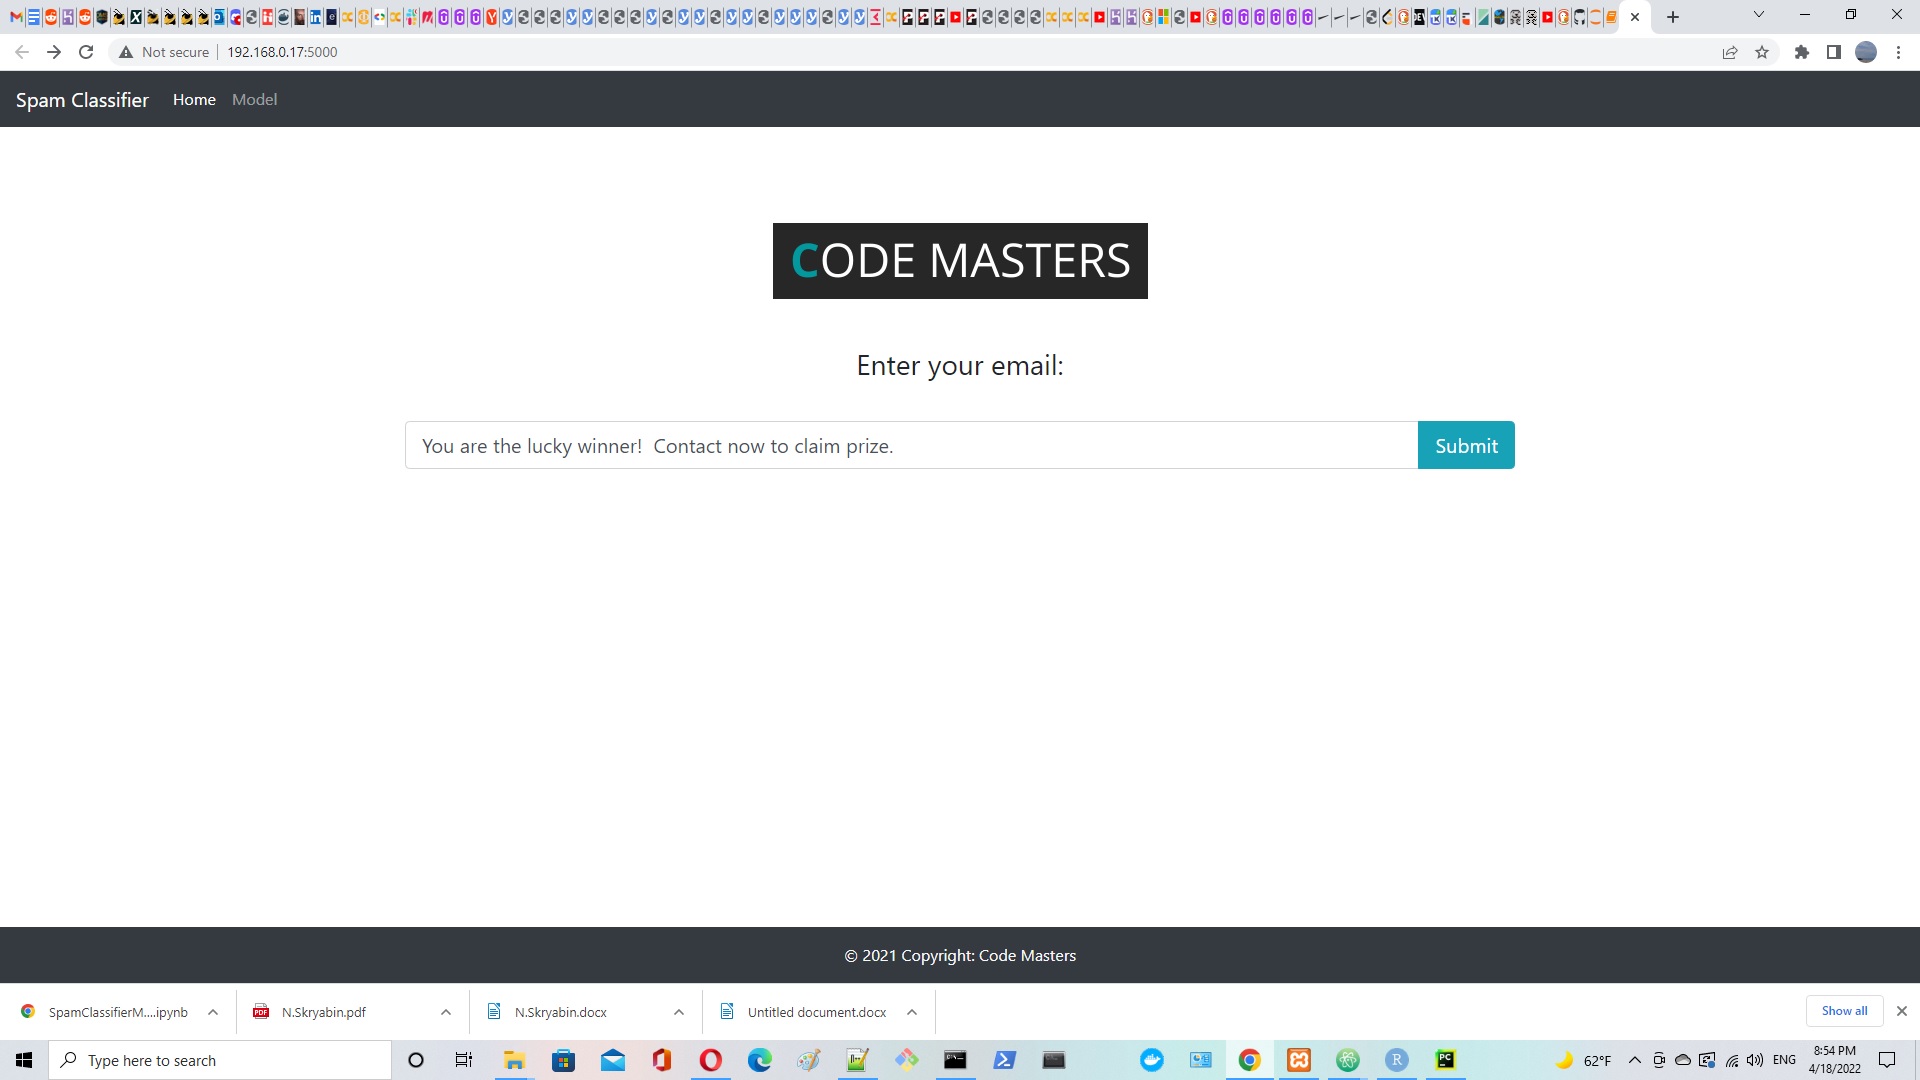 Not secure
192.168.0.17:5000
Spam Classifier Home Model
CODE MASTERS
Enter your email:
You are the lucky winner!  Contact now to claim prize.
Submit
© 2021 Copyright: Code Masters
SpamClassifierM....ipynb
N.Skryabin.pdf
N.Skryabin.docx
Untitled document.docx
Show all
Type here to search
62°F
ENG
8:54 PM
4/18/2022